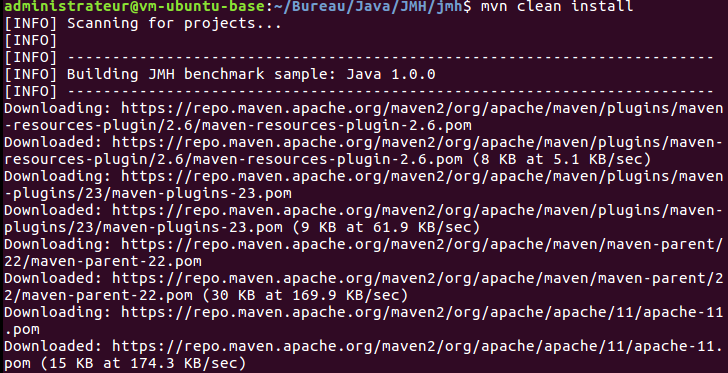 administrateur@vm-ubuntu-base:~/Bureau/Java/JMH/jmh$ mvn clean install
[INFO] Scanning for projects...
[INFO]
[INFO] ------------------------------------------------------------------------
[INFO] Building JMH benchmark sample: Java 1.0.0
[INFO] ------------------------------------------------------------------------
Downloading: https://repo.maven.apache.org/maven2/org/apache/maven/plugins/maven
-resources-plugin/2.6/maven-resources-plugin-2.6.pom
Downloaded: https://repo.maven.apache.org/maven2/org/apache/maven/plugins/maven-
resources-plugin/2.6/maven-resources-plugin-2.6.pom (8 KB at 5.1 KB/sec)
Downloading: https://repo.maven.apache.org/maven2/org/apache/maven/plugins/maven
-plugins/23/maven-plugins-23.pom
Downloaded: https://repo.maven.apache.org/maven2/org/apache/maven/plugins/maven-
plugins/23/maven-plugins-23.pom (9 KB at 61.9 KB/sec)
Downloading: https://repo.maven.apache.org/maven2/org/apache/maven/maven-parent/
22/maven-parent-22.pom
Downloaded: https://repo.maven.apache.org/maven2/org/apache/maven/maven-parent/2
2/maven-parent-22.pom (30 KB at 169.9 KB/sec)
Downloading: https://repo.maven.apache.org/maven2/org/apache/apache/11/apache-11
.pom
Downloaded: https://repo.maven.apache.org/maven2/org/apache/apache/11/apache-11.
pom (15 KB at 174.3 KB/sec)